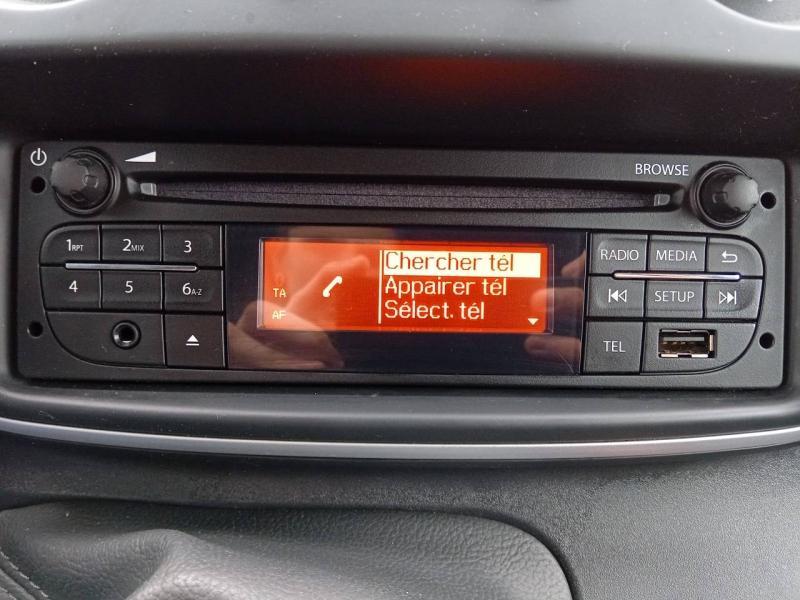 BROWSE
1RPT 2MIX 3
4 5 6A-Z
TA
AF
Chercher tél
Appairer tél
Sélect. tél
RADIO MEDIA
SETUP
TEL